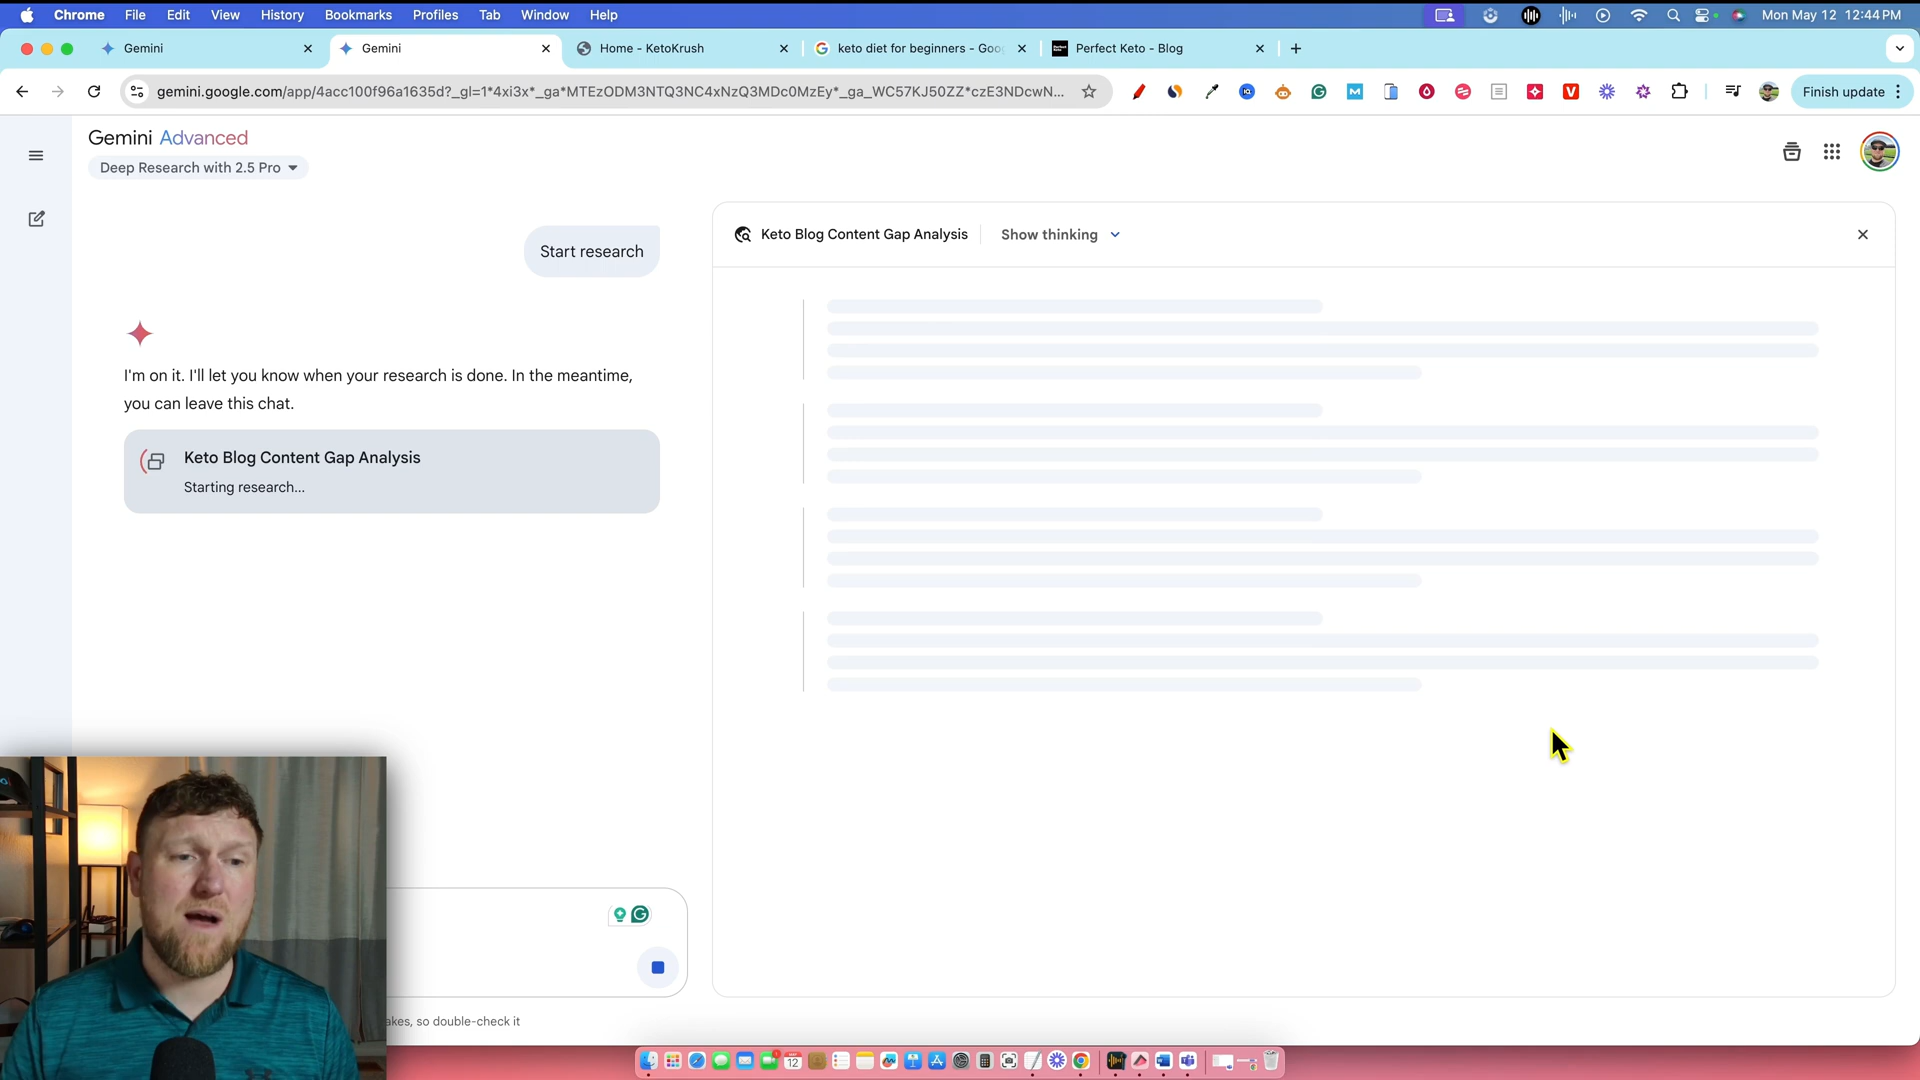 Chrome File Edit View History Bookmarks Profiles Tab Window Help Mon May 12 12:44 PM
Gemini Gemini Home - KetoKrush keto diet for beginners - Goo Perfect Keto - Blog
gemini.google.com/app/4acc100f96a1635d?_gl=1*4xi3x*_ga*MTEzODM3NTQ3NC4xNzQ3MDc0MzEy*_ga_WC57KJ50ZZ*czE3NDcwN... Finish update
Gemini Advanced
Deep Research with 2.5 Pro
Start research
I'm on it. I'll let you know when your research is done. In the meantime,
you can leave this chat.
Keto Blog Content Gap Analysis
Starting research...
Keto Blog Content Gap Analysis Show thinking
akes, so double-check it